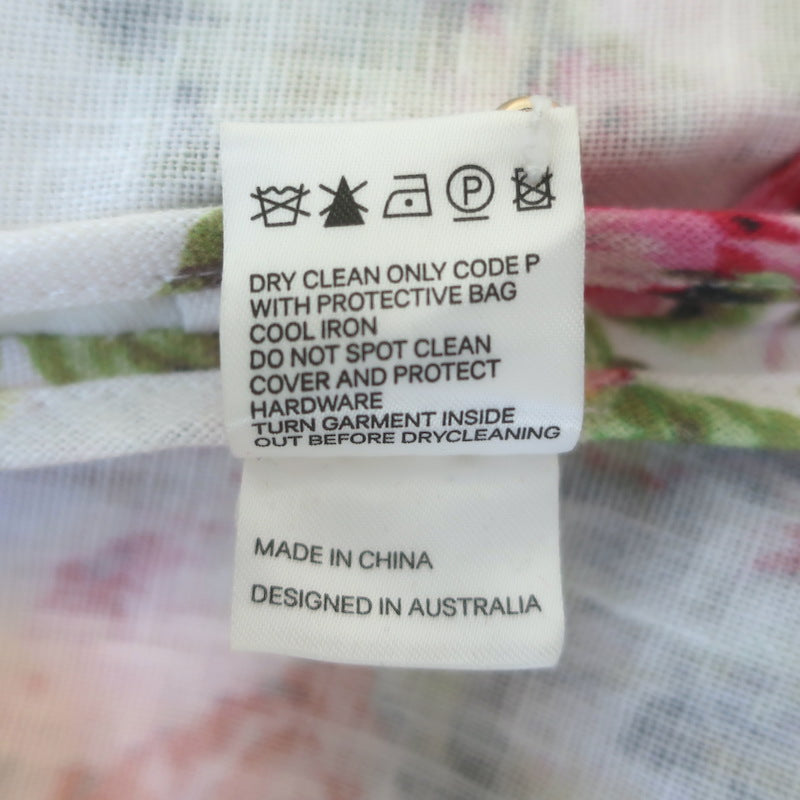 P
DRY CLEAN ONLY CODE P
WITH PROTECTIVE BAG
COOL IRON
DO NOT SPOT CLEAN
COVER AND PROTECT
HARDWARE
TURN GARMENT INSIDE
OUT BEFORE DRYCLEANING
MADE IN CHINA
DESIGNED IN AUSTRALIA